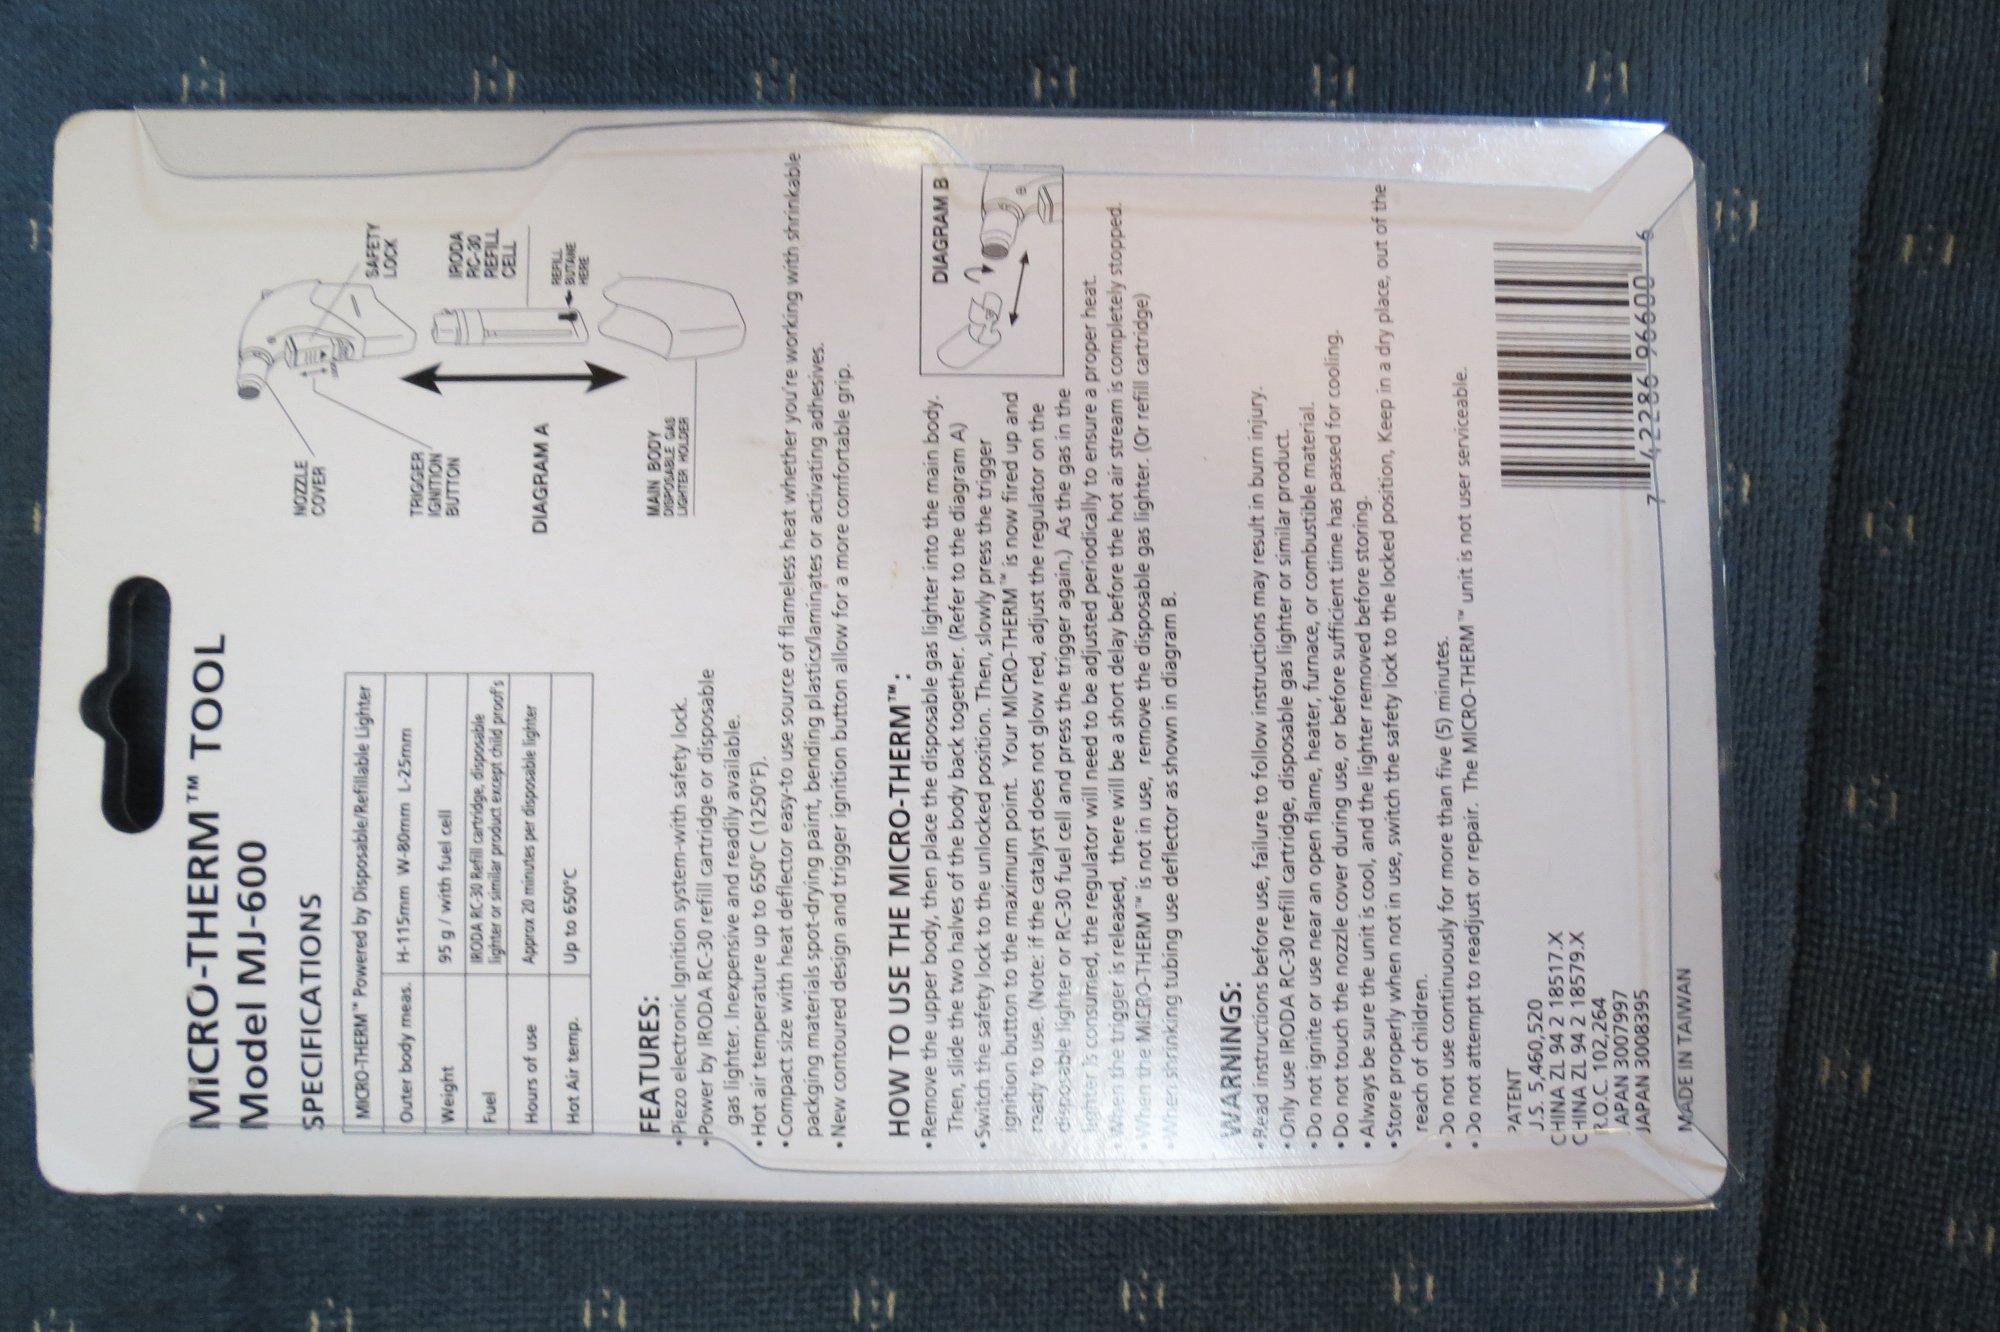 MICRO-THERM™ TOOL
Model MJ-600
SPECIFICATIONS
MICRO-THERM™ Powered by Disposable/Refillable Lighter
Outer body meas. H-115mm W-80mm L-25mm
Weight 95 g / with fuel cell
Fuel IRODA RC-30 Refill cartridge, disposable
lighter or similar product except child proof's
Hours of use Approx 20 minutes per disposable lighter
Hot Air temp. Up to 650°C
NOZZLE
COVER
TRIGGER
IGNITION
BUTTON
DIAGRAM A
MAIN BODY
DISPOSABLE GAS
LIGHTER HOLDER
SAFETY
LOCK
IRODA
RC-30
REFILL
CELL
REFILL
BUTANE
HERE
FEATURES:
• Piezo electronic Ignition system-with safety lock.
• Power by IRODA RC-30 refill cartridge or disposable
gas lighter. Inexpensive and readily available.
• Hot air temperature up to 650°C (1250°F).
• Compact size with heat deflector easy-to use source of flameless heat whether you're working with shrinkable
packging materials spot-drying paint, bending plastics/laminates or activating adhesives.
• New contoured design and trigger ignition button allow for a more comfortable grip.
HOW TO USE THE MICRO-THERM™:
• Remove the upper body, then place the disposable gas lighter into the main body.
Then, slide the two halves of the body back together. (Refer to the diagram A)
• Switch the safety lock to the unlocked position. Then, slowly press the trigger
ignition button to the maximum point. Your MICRO-THERM™ is now fired up and
ready to use. (Note: if the catalyst does not glow red, adjust the regulator on the
disposable lighter or RC-30 fuel cell and press the trigger again.) As the gas in the
lighter is consumed, the regulator will need to be adjusted periodically to ensure a proper heat.
• When the trigger is released, there will be a short delay before the hot air stream is completely stopped.
• When the MICRO-THERM™ is not in use, remove the disposable gas lighter. (Or refill cartridge)
• When shrinking tubing use deflector as shown in diagram B.
DIAGRAM B
WARNINGS:
• Read instructions before use, failure to follow instructions may result in burn injury.
• Only use IRODA RC-30 refill cartridge, disposable gas lighter or similar product.
• Do not ignite or use near an open flame, heater, furnace, or combustible material.
• Do not touch the nozzle cover during use, or before sufficient time has passed for cooling.
• Always be sure the unit is cool, and the lighter removed before storing.
• Store properly when not in use, switch the safety lock to the locked position, Keep in a dry place, out of the
reach of children.
• Do not use continuously for more than five (5) minutes.
• Do not attempt to readjust or repair. The MICRO-THERM™ unit is not user serviceable.
PATENT
U.S. 5,460,520
CHINA ZL 94 2 18517.X
CHINA ZL 94 2 18579.X
R.O.C. 102,264
JAPAN 3007997
JAPAN 3008395
MADE IN TAIWAN
7 42286 96600 6